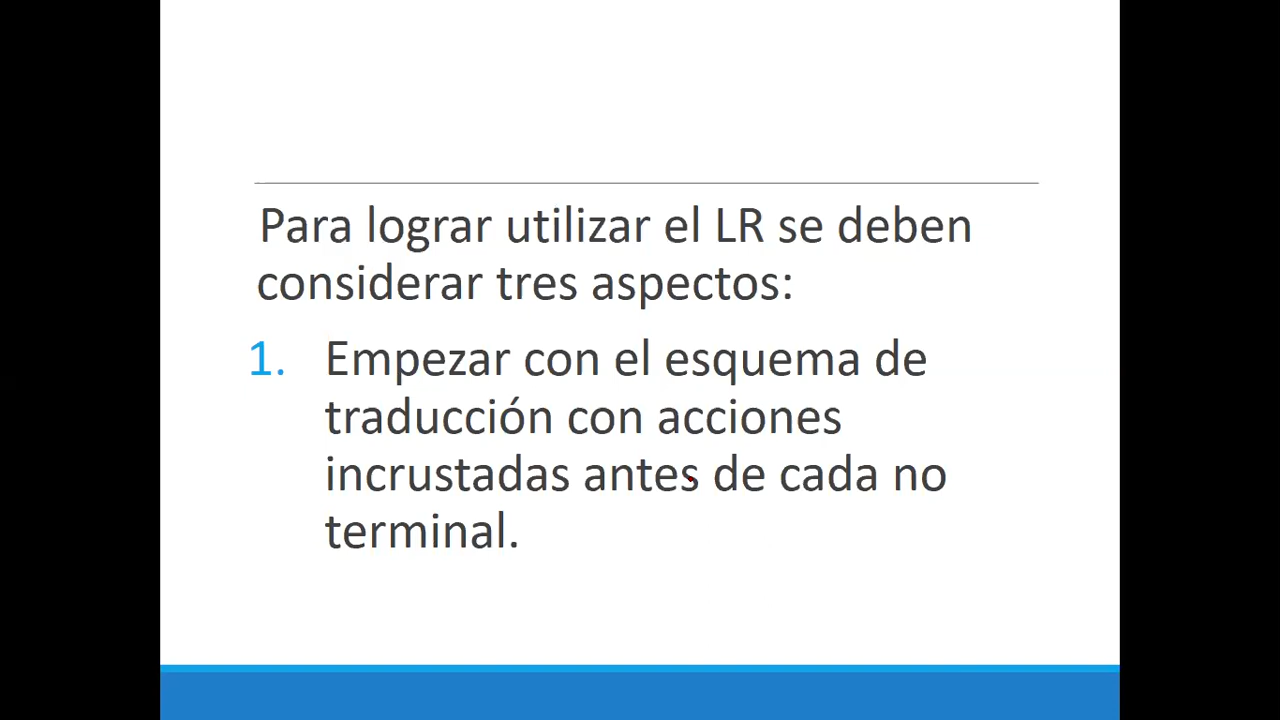 Para lograr utilizar el LR se deben
considerar tres aspectos:
1. Empezar con el esquema de
traducción con acciones
incrustadas antes de cada no
terminal.